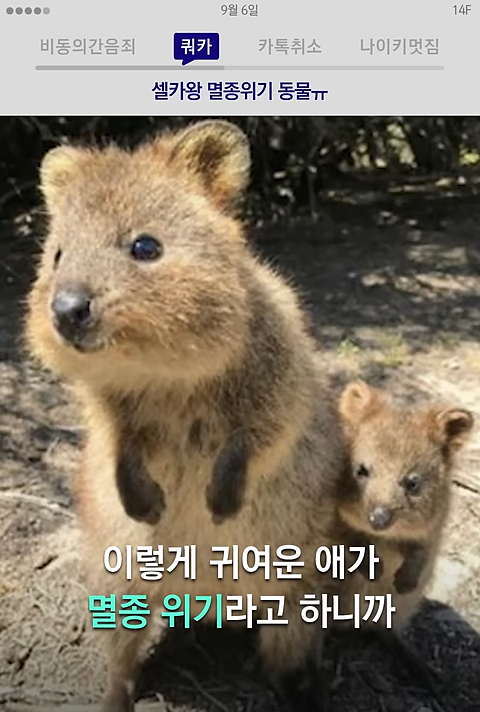 9월 6일
14F
비동의간음죄 쿼카 카톡취소 나이키멋짐
셀카왕 멸종위기 동물ㅠ
이렇게 귀여운 애가
멸종 위기라고 하니까